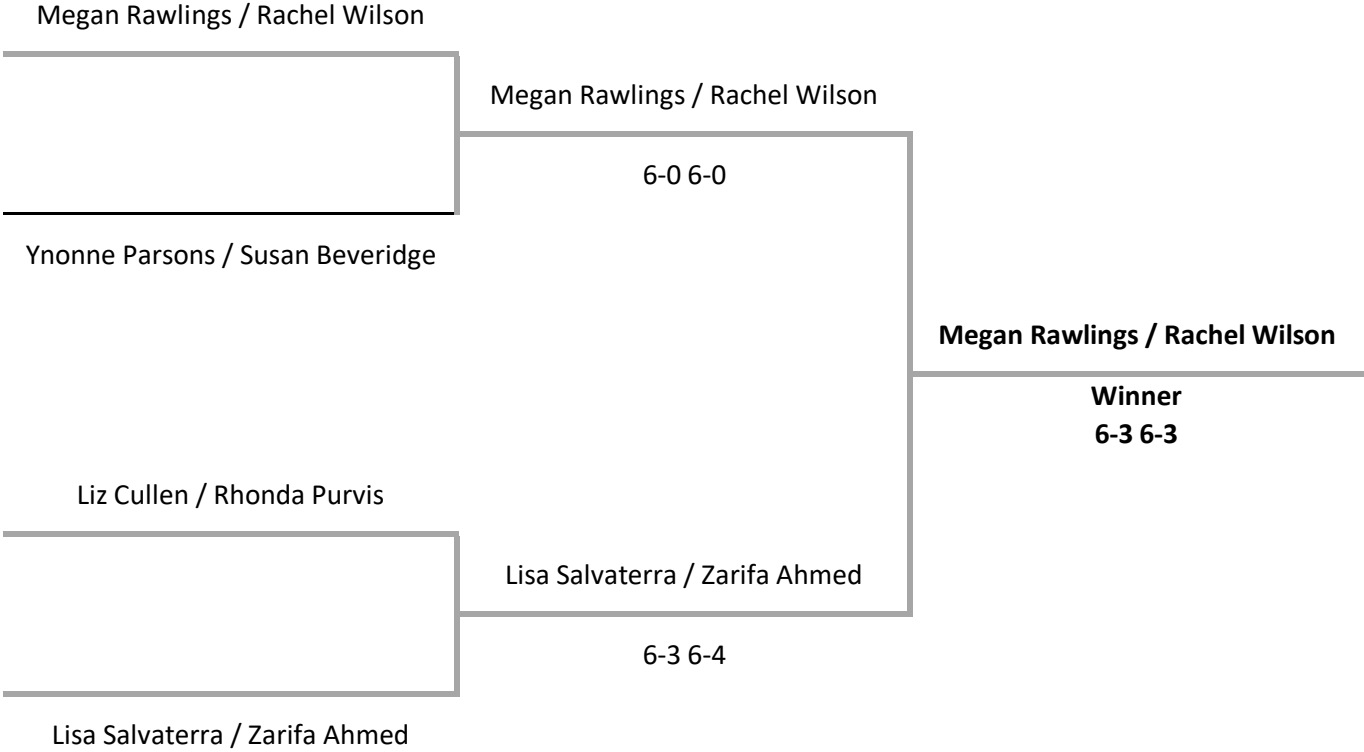 Megan Rawlings / Rachel Wilson
Megan Rawlings / Rachel Wilson
6-0 6-0
Ynonne Parsons / Susan Beveridge
Megan Rawlings / Rachel Wilson
Winner
6-3 6-3
Liz Cullen / Rhonda Purvis
Lisa Salvaterra / Zarifa Ahmed
6-3 6-4
Lisa Salvaterra / Zarifa Ahmed